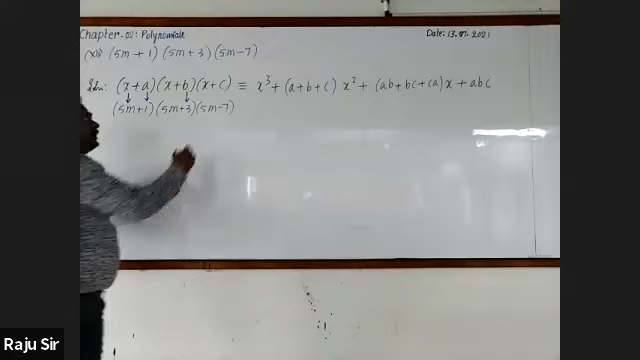 Chapter-02: Polynomials Date: 13.07.2021
(xii) (5m+1) (5m+3) (5m-7)
Soln: (x+a)(x+b)(x+c) ≡ x³+(a+b+c) x²+ (ab+bc+ca)x + abc
(5m+1)(5m+3)(5m-7)
Raju Sir